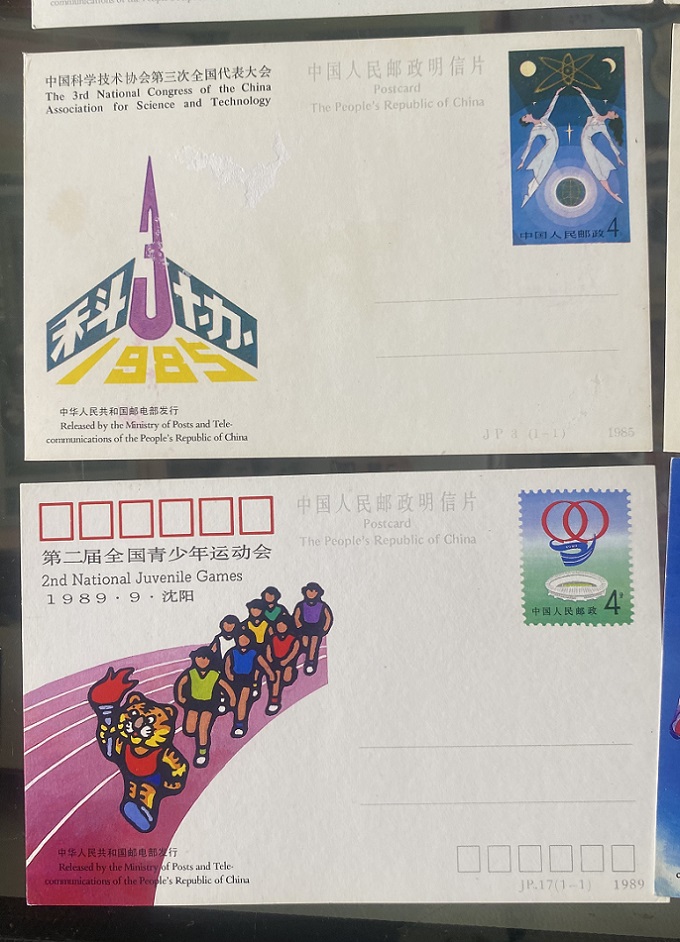 中国科学技术协会第三次全国代表大会
The 3rd National Congress of the China
Association for Science and Technology
中国人民邮政明信片
Postcard
The People's Republic of China
中国人民邮政 4
3
科 协
1985
中华人民共和国邮电部发行
Released by the Ministry of Posts and Tele-
communications of the People's Republic of China
JP 3 (1-1) 1985
第二届全国青少年运动会
2nd National Juvenile Games
1989·9·沈阳
中国人民邮政明信片
Postcard
The People's Republic of China
中国人民邮政 4
中华人民共和国邮电部发行
Released by the Ministry of Posts and Tele-
communications of the People's Republic of China
JP.17(1-1) 1989